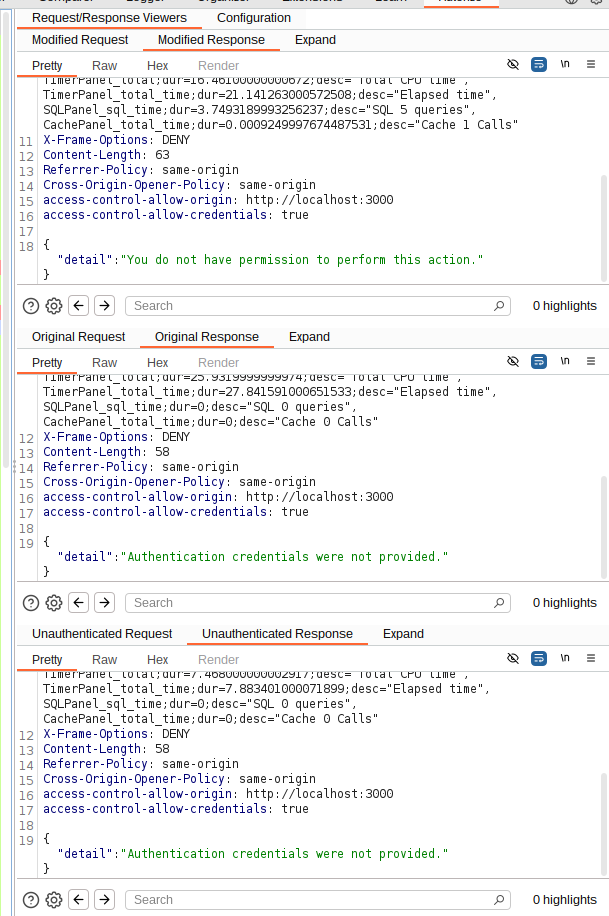 Request/Response Viewers Configuration
Modified Request Modified Response Expand
Pretty Raw Hex Render \n
TimerPanel_total;dur=16.46100000000672;desc="Total CPU time",
TimerPanel_total_time;dur=21.141263000572508;desc="Elapsed time",
SQLPanel_sql_time;dur=3.7493189993256237;desc="SQL 5 queries",
CachePanel_total_time;dur=0.0009249997674487531;desc="Cache 1 Calls"
11 X-Frame-Options: DENY
12 Content-Length: 63
13 Referrer-Policy: same-origin
14 Cross-Origin-Opener-Policy: same-origin
15 access-control-allow-origin: http://localhost:3000
16 access-control-allow-credentials: true
17
18 {
"detail":"You do not have permission to perform this action."
}
Search 0 highlights
Original Request Original Response Expand
Pretty Raw Hex Render \n
TimerPanel_total;dur=25.9319999999974;desc="Total CPU time",
TimerPanel_total_time;dur=27.841591000651533;desc="Elapsed time",
SQLPanel_sql_time;dur=0;desc="SQL 0 queries",
CachePanel_total_time;dur=0;desc="Cache 0 Calls"
12 X-Frame-Options: DENY
13 Content-Length: 58
14 Referrer-Policy: same-origin
15 Cross-Origin-Opener-Policy: same-origin
16 access-control-allow-origin: http://localhost:3000
17 access-control-allow-credentials: true
18
19 {
"detail":"Authentication credentials were not provided."
}
Search 0 highlights
Unauthenticated Request Unauthenticated Response Expand
Pretty Raw Hex Render \n
TimerPanel_total;dur=7.468000000002917;desc="Total CPU time",
TimerPanel_total_time;dur=7.883401000071899;desc="Elapsed time",
SQLPanel_sql_time;dur=0;desc="SQL 0 queries",
CachePanel_total_time;dur=0;desc="Cache 0 Calls"
12 X-Frame-Options: DENY
13 Content-Length: 58
14 Referrer-Policy: same-origin
15 Cross-Origin-Opener-Policy: same-origin
16 access-control-allow-origin: http://localhost:3000
17 access-control-allow-credentials: true
18
19 {
"detail":"Authentication credentials were not provided."
}
Search 0 highlights